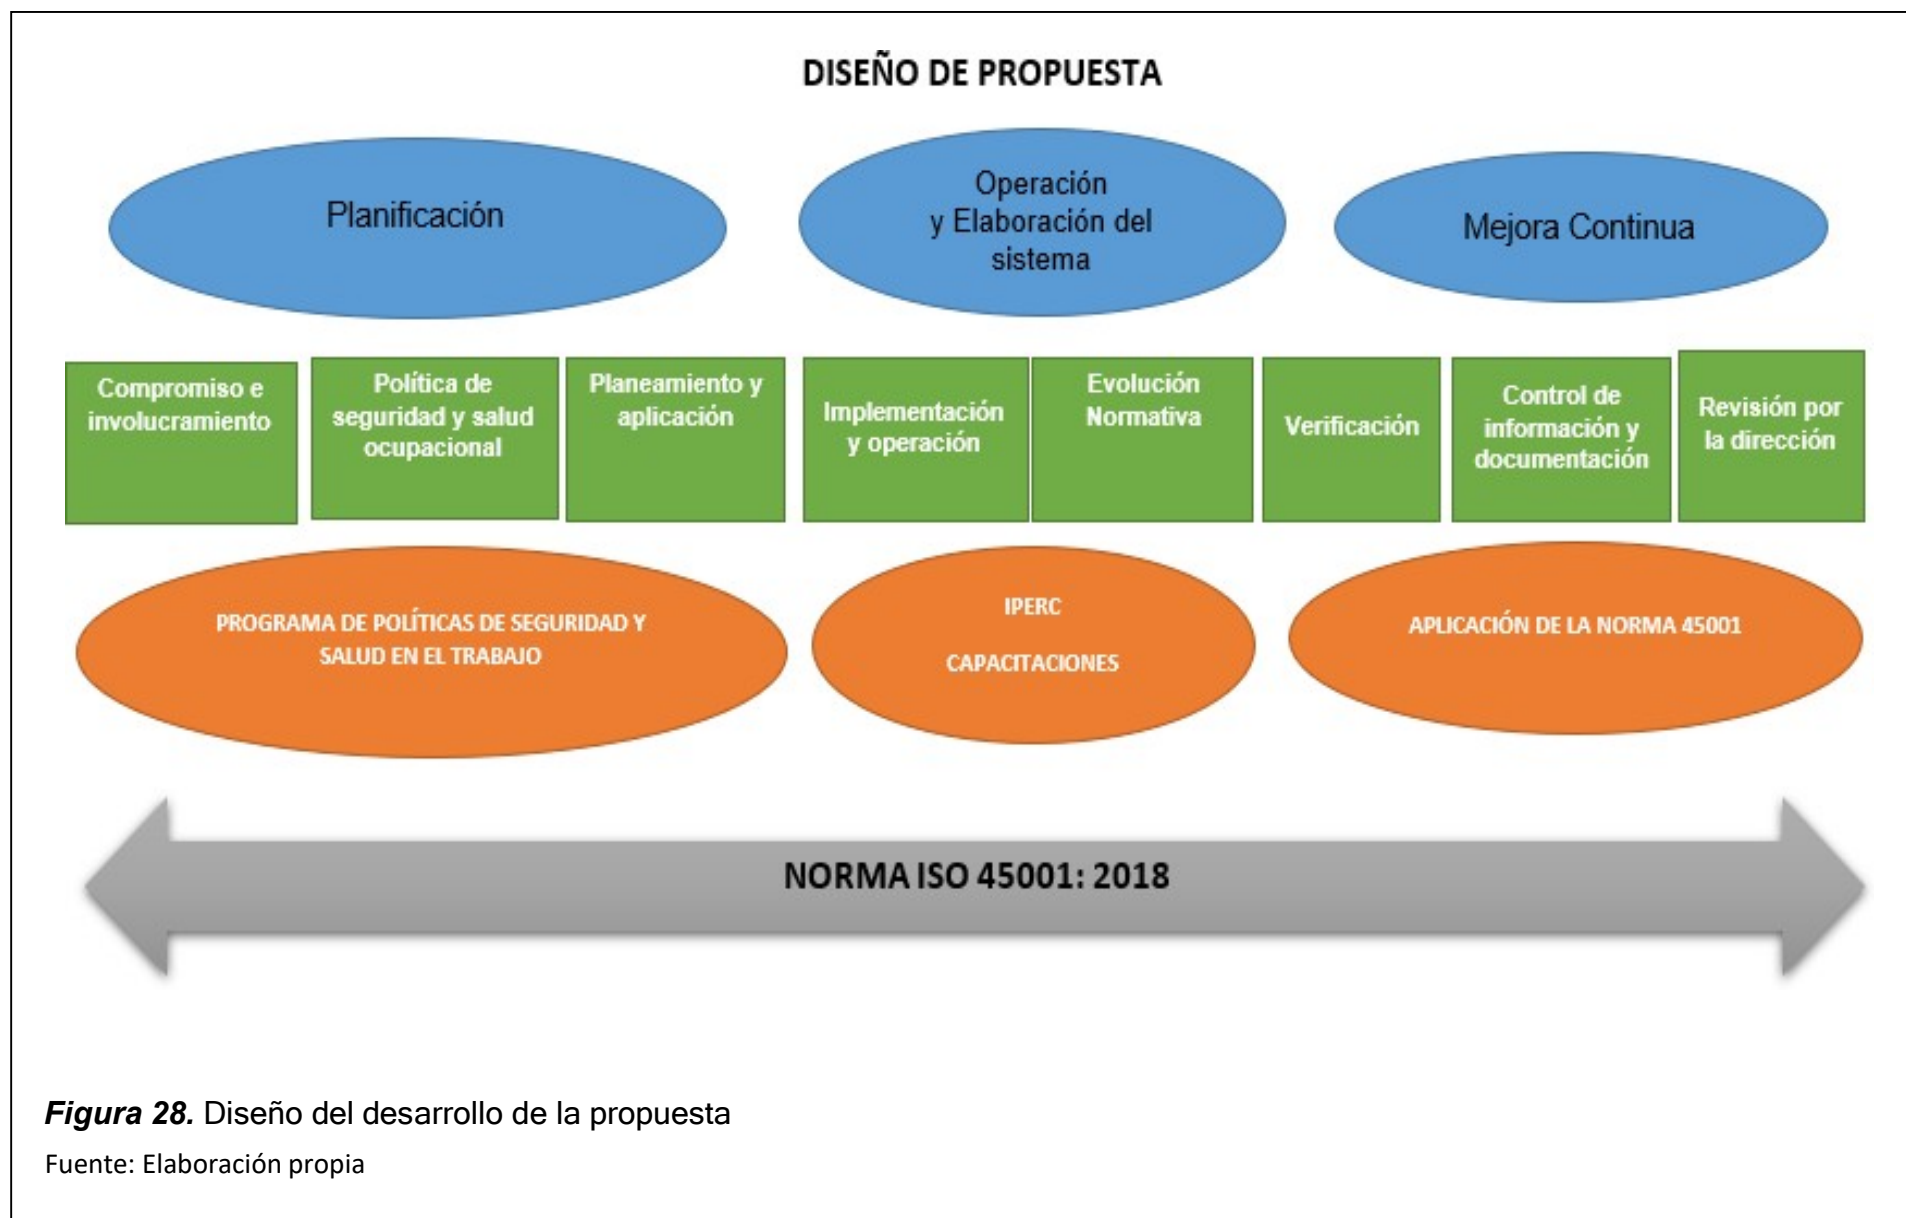 DISEÑO DE PROPUESTA
Planificación
Operación
y Elaboración del
sistema
Mejora Continua
Compromiso e
involucramiento
Política de
seguridad y salud
ocupacional
Planeamiento y
aplicación
Implementación
y operación
Evolución
Normativa
Verificación
Control de
información y
documentación
Revisión por
la dirección
PROGRAMA DE POLÍTICAS DE SEGURIDAD Y
SALUD EN EL TRABAJO
IPERC
CAPACITACIONES
APLICACIÓN DE LA NORMA 45001
NORMA ISO 45001: 2018
Figura 28. Diseño del desarrollo de la propuesta
Fuente: Elaboración propia